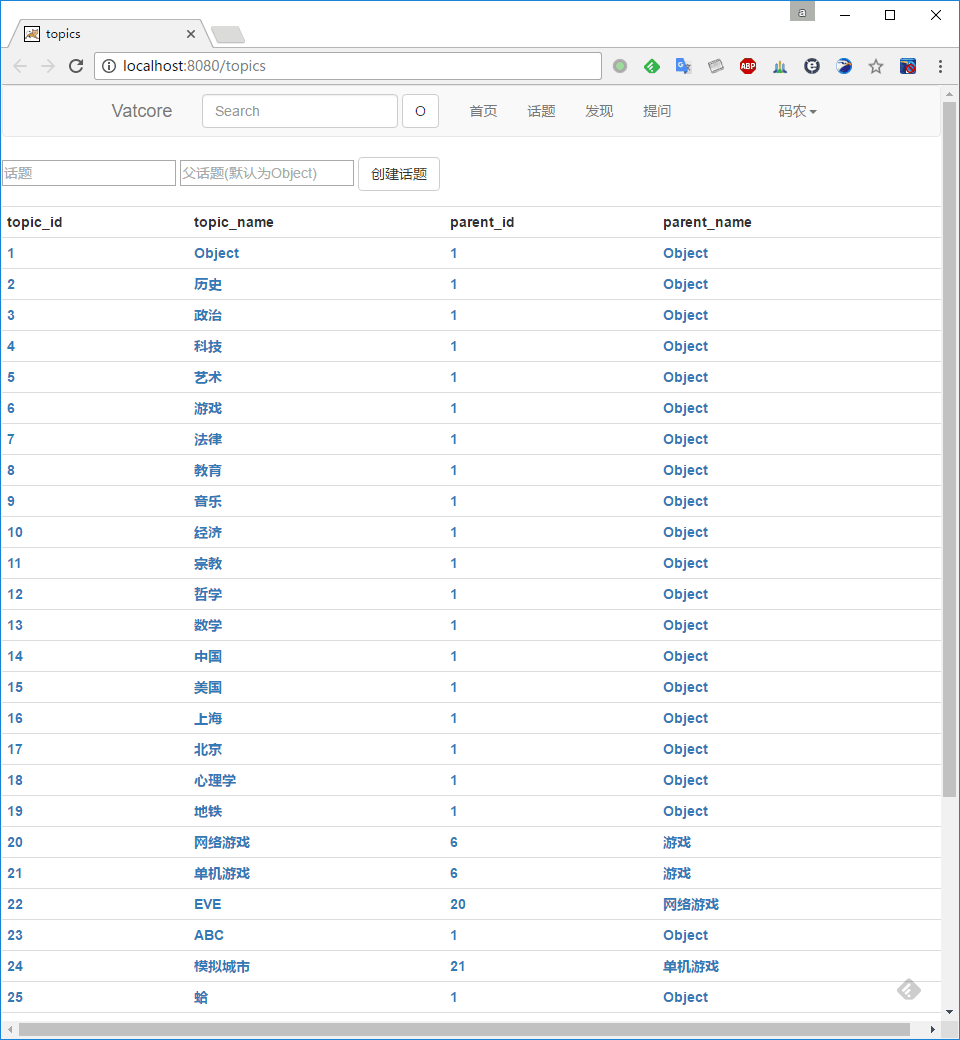 a
topics
localhost:8080/topics
ABP
Vatcore Search O 首页 话题 发现 提问 码农
话题 父话题(默认为Object) 创建话题
topic_id topic_name parent_id parent_name
1 Object 1 Object
2 历史 1 Object
3 政治 1 Object
4 科技 1 Object
5 艺术 1 Object
6 游戏 1 Object
7 法律 1 Object
8 教育 1 Object
9 音乐 1 Object
10 经济 1 Object
11 宗教 1 Object
12 哲学 1 Object
13 数学 1 Object
14 中国 1 Object
15 美国 1 Object
16 上海 1 Object
17 北京 1 Object
18 心理学 1 Object
19 地铁 1 Object
20 网络游戏 6 游戏
21 单机游戏 6 游戏
22 EVE 20 网络游戏
23 ABC 1 Object
24 模拟城市 21 单机游戏
25 蛤 1 Object